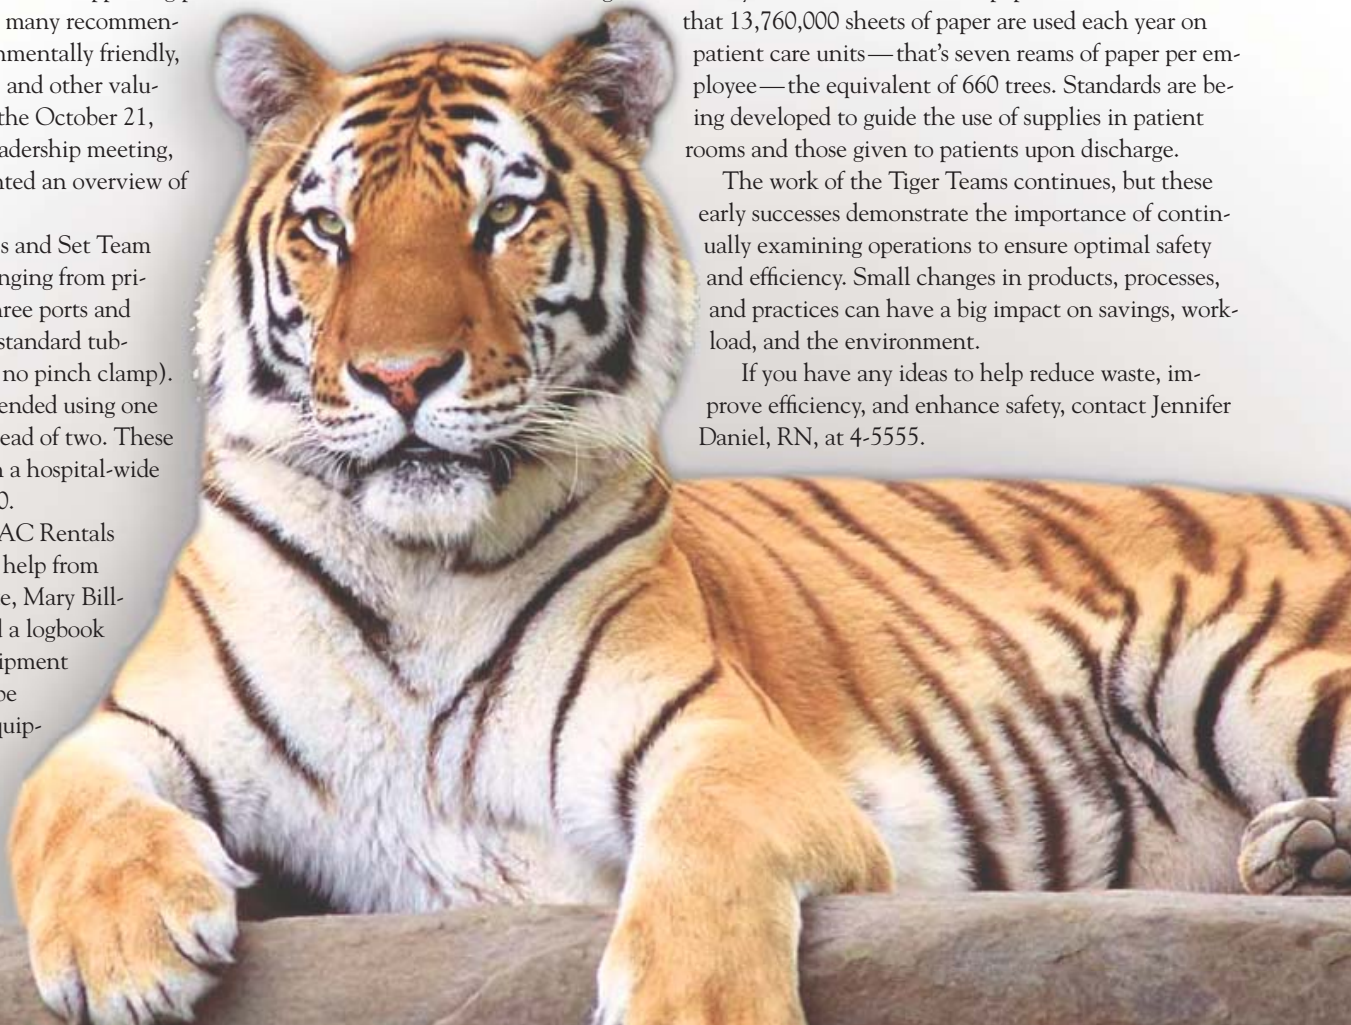 many recommen-
nmentally friendly,
and other valu-
the October 21,
adership meeting,
nted an overview of
s and Set Team
nging from pri-
ree ports and
standard tub-
no pinch clamp).
ended using one
ead of two. These
a hospital-wide
0.
AC Rentals
help from
e, Mary Bill-
a logbook
ipment
be
quip-
that 13,760,000 sheets of paper are used each year on
patient care units—that’s seven reams of paper per em-
ployee—the equivalent of 660 trees. Standards are be-
ing developed to guide the use of supplies in patient
rooms and those given to patients upon discharge.
The work of the Tiger Teams continues, but these
early successes demonstrate the importance of contin-
ually examining operations to ensure optimal safety
and efficiency. Small changes in products, processes,
and practices can have a big impact on savings, work-
load, and the environment.
If you have any ideas to help reduce waste, im-
prove efficiency, and enhance safety, contact Jennifer
Daniel, RN, at 4-5555.